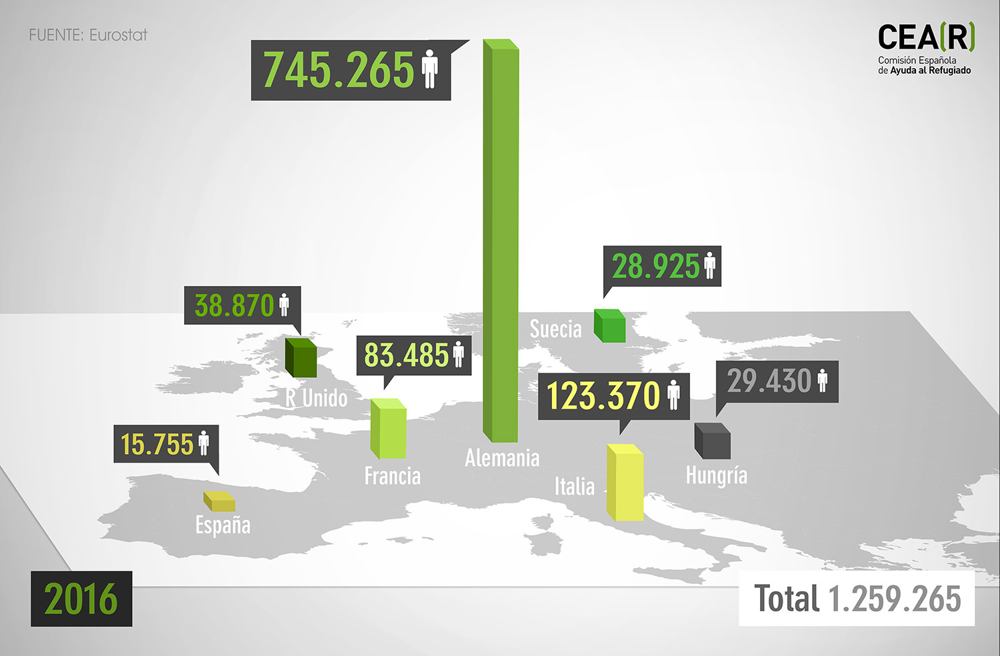 FUENTE: Eurostat
CEA(R)
Comisión Española
de Ayuda al Refugiado
745.265
28.925
Suecia
38.870
83.485
R Unido
123.370
29.430
15.755
Alemania
Francia
Italia
Hungría
España
2016
Total 1.259.265